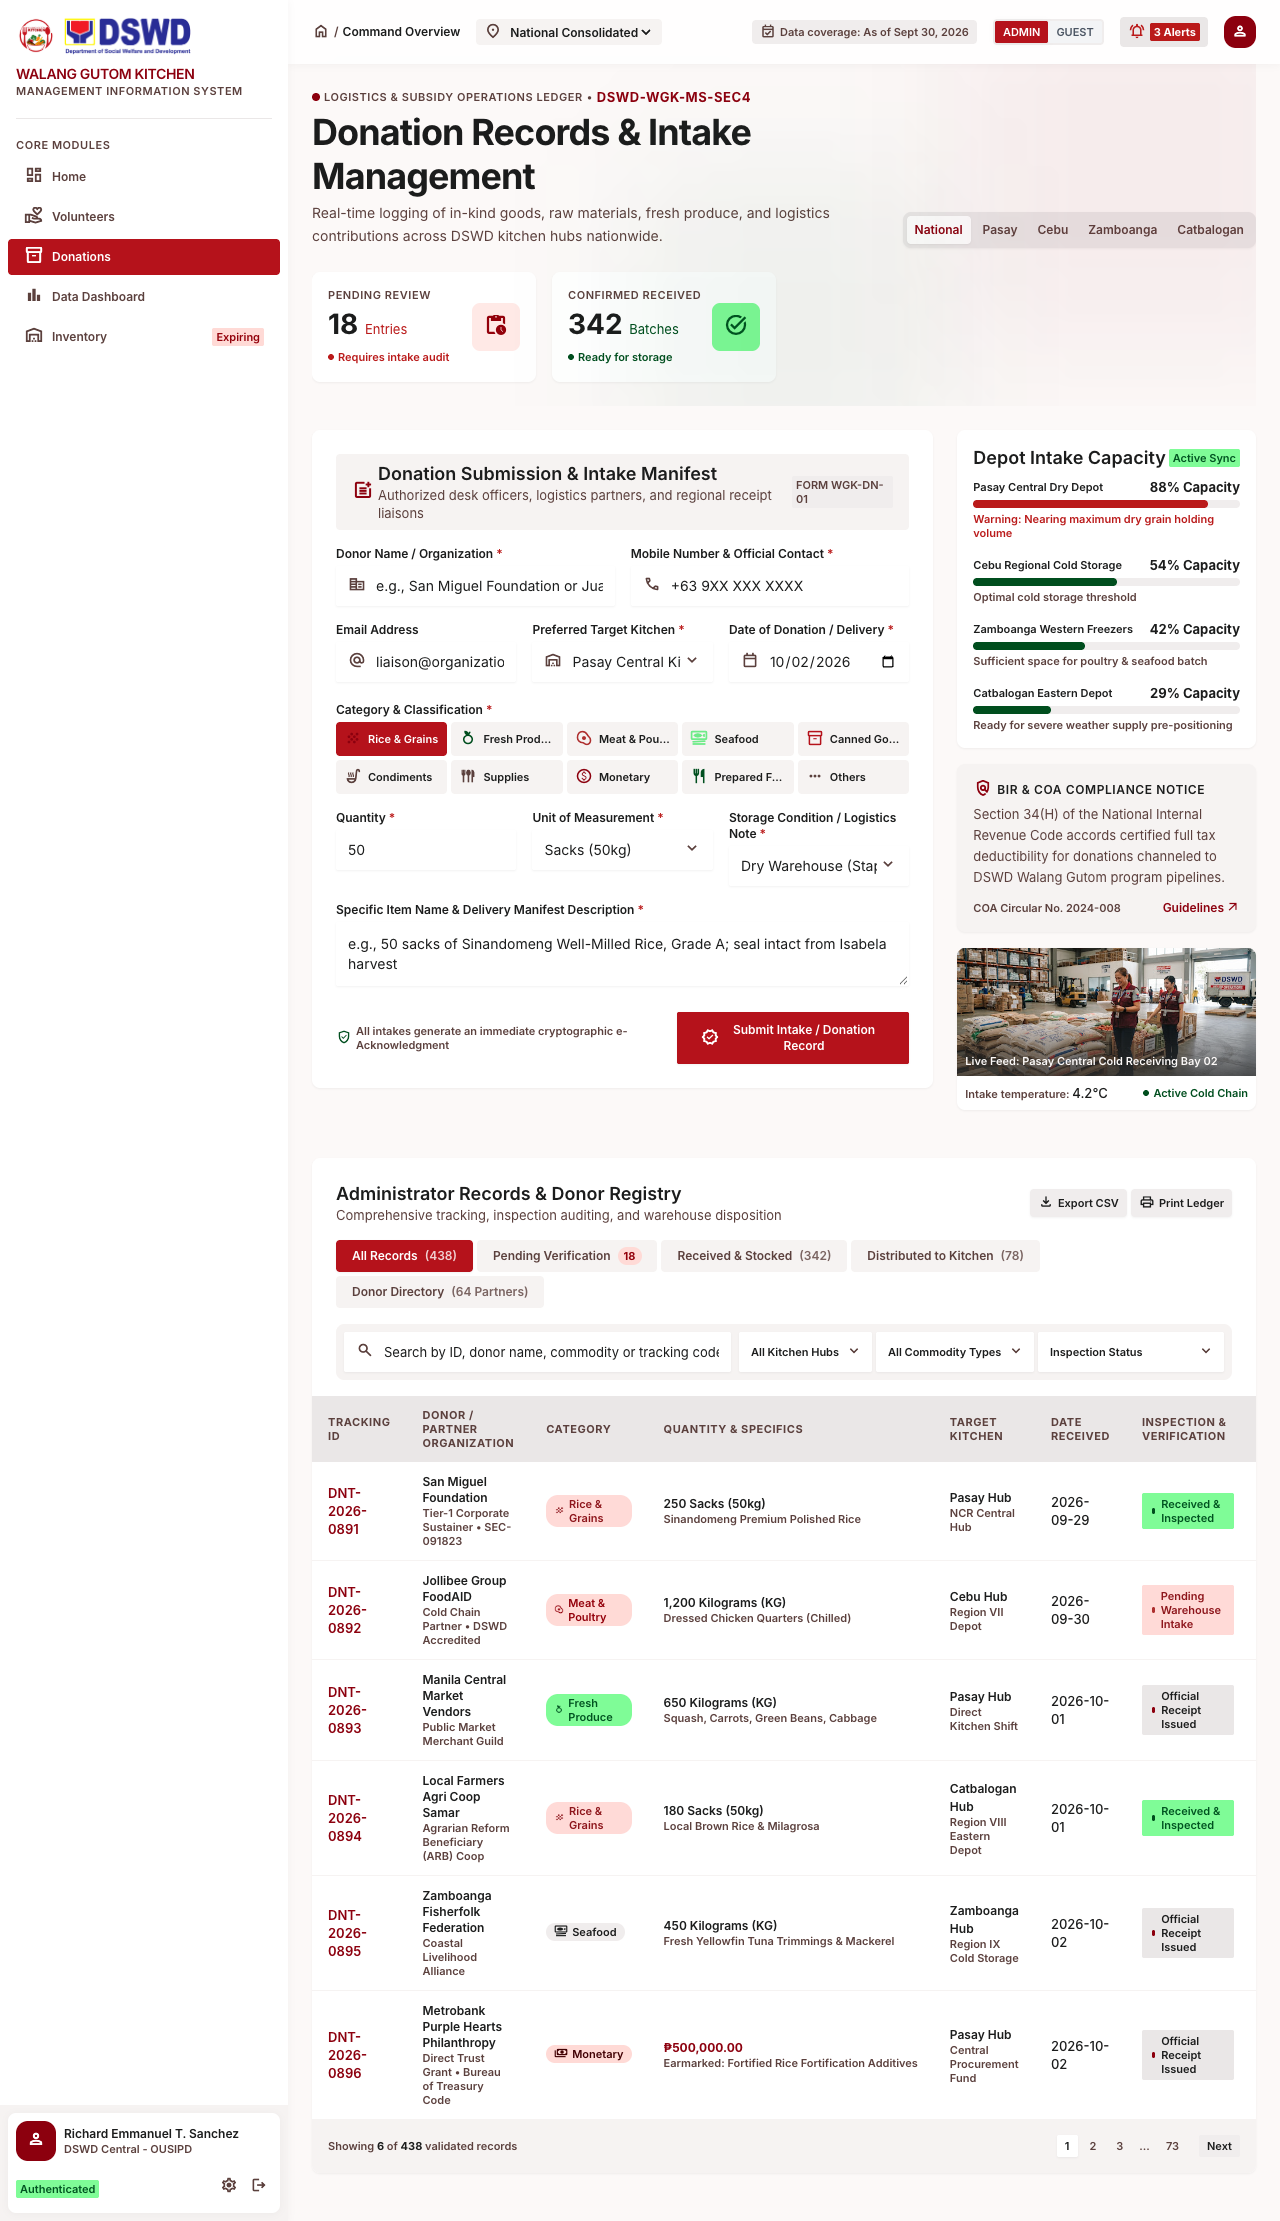 DSWD
Department of Social Welfare and Development
WALANG GUTOM KITCHEN
MANAGEMENT INFORMATION SYSTEM
CORE MODULES
Home
Volunteers
Donations
Data Dashboard
Inventory Expiring
Richard Emmanuel T. Sanchez
DSWD Central - OUSIPD
Authenticated
/ Command Overview National Consolidated Data coverage: As of Sept 30, 2026 ADMIN GUEST 3 Alerts
LOGISTICS & SUBSIDY OPERATIONS LEDGER • DSWD-WGK-MS-SEC4
Donation Records & Intake
Management
Real-time logging of in-kind goods, raw materials, fresh produce, and logistics
contributions across DSWD kitchen hubs nationwide.
National Pasay Cebu Zamboanga Catbalogan
PENDING REVIEW
18 Entries
Requires intake audit
CONFIRMED RECEIVED
342 Batches
Ready for storage
Donation Submission & Intake Manifest
Authorized desk officers, logistics partners, and regional receipt
liaisons
FORM WGK-DN-
01
Donor Name / Organization * Mobile Number & Official Contact *
e.g., San Miguel Foundation or Jua +63 9XX XXX XXXX
Email Address Preferred Target Kitchen * Date of Donation / Delivery *
liaison@organizatio Pasay Central Ki 10/02/2026
Category & Classification *
Rice & Grains Fresh Prod... Meat & Pou... Seafood Canned Go...
Condiments Supplies Monetary Prepared F... Others
Quantity * Unit of Measurement * Storage Condition / Logistics
Note *
50 Sacks (50kg) Dry Warehouse (Stap
Specific Item Name & Delivery Manifest Description *
e.g., 50 sacks of Sinandomeng Well-Milled Rice, Grade A; seal intact from Isabela
harvest
All intakes generate an immediate cryptographic e-
Acknowledgment
Submit Intake / Donation
Record
Depot Intake Capacity Active Sync
Pasay Central Dry Depot 88% Capacity
Warning: Nearing maximum dry grain holding
volume
Cebu Regional Cold Storage 54% Capacity
Optimal cold storage threshold
Zamboanga Western Freezers 42% Capacity
Sufficient space for poultry & seafood batch
Catbalogan Eastern Depot 29% Capacity
Ready for severe weather supply pre-positioning
BIR & COA COMPLIANCE NOTICE
Section 34(H) of the National Internal
Revenue Code accords certified full tax
deductibility for donations channeled to
DSWD Walang Gutom program pipelines.
COA Circular No. 2024-008 Guidelines
DSWD
Live Feed: Pasay Central Cold Receiving Bay 02
Intake temperature: 4.2°C Active Cold Chain
Administrator Records & Donor Registry
Comprehensive tracking, inspection auditing, and warehouse disposition
Export CSV Print Ledger
All Records (438) Pending Verification 18 Received & Stocked (342) Distributed to Kitchen (78)
Donor Directory (64 Partners)
Search by ID, donor name, commodity or tracking code All Kitchen Hubs All Commodity Types Inspection Status
TRACKING
ID
DONOR /
PARTNER
ORGANIZATION
CATEGORY
QUANTITY & SPECIFICS
TARGET
KITCHEN
DATE
RECEIVED
INSPECTION &
VERIFICATION
DNT-
2026-
0891
San Miguel
Foundation
Tier-1 Corporate
Sustainer • SEC-
091823
Rice &
Grains
250 Sacks (50kg)
Sinandomeng Premium Polished Rice
Pasay Hub
NCR Central
Hub
2026-
09-29
Received &
Inspected
DNT-
2026-
0892
Jollibee Group
FoodAID
Cold Chain
Partner • DSWD
Accredited
Meat &
Poultry
1,200 Kilograms (KG)
Dressed Chicken Quarters (Chilled)
Cebu Hub
Region VII
Depot
2026-
09-30
Pending
Warehouse
Intake
DNT-
2026-
0893
Manila Central
Market
Vendors
Public Market
Merchant Guild
Fresh
Produce
650 Kilograms (KG)
Squash, Carrots, Green Beans, Cabbage
Pasay Hub
Direct
Kitchen Shift
2026-10-
01
Official
Receipt
Issued
DNT-
2026-
0894
Local Farmers
Agri Coop
Samar
Agrarian Reform
Beneficiary
(ARB) Coop
Rice &
Grains
180 Sacks (50kg)
Local Brown Rice & Milagrosa
Catbalogan
Hub
Region VIII
Eastern
Depot
2026-10-
01
Received &
Inspected
DNT-
2026-
0895
Zamboanga
Fisherfolk
Federation
Coastal
Livelihood
Alliance
Seafood
450 Kilograms (KG)
Fresh Yellowfin Tuna Trimmings & Mackerel
Zamboanga
Hub
Region IX
Cold Storage
2026-10-
02
Official
Receipt
Issued
DNT-
2026-
0896
Metrobank
Purple Hearts
Philanthropy
Direct Trust
Grant • Bureau
of Treasury
Code
Monetary
₱500,000.00
Earmarked: Fortified Rice Fortification Additives
Pasay Hub
Central
Procurement
Fund
2026-10-
02
Official
Receipt
Issued
Showing 6 of 438 validated records 1 2 3 ... 73 Next